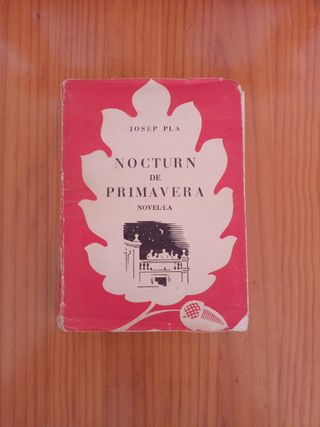 JOSEP PLA
NOCTURN
DE
PRIMAVERA
NOVEL·LA